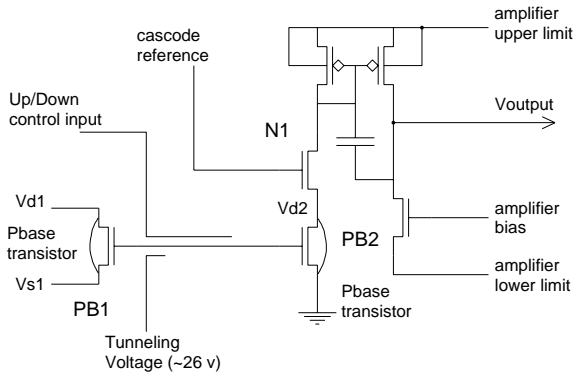 amplifier
upper limit
cascode
reference
Up/Down
control input
Voutput
N1
Vd1
Vd2
amplifier
bias
Pbase
transistor
PB2
Vs1
amplifier
lower limit
PB1
Pbase
transistor
Tunneling
Voltage (~26 v)